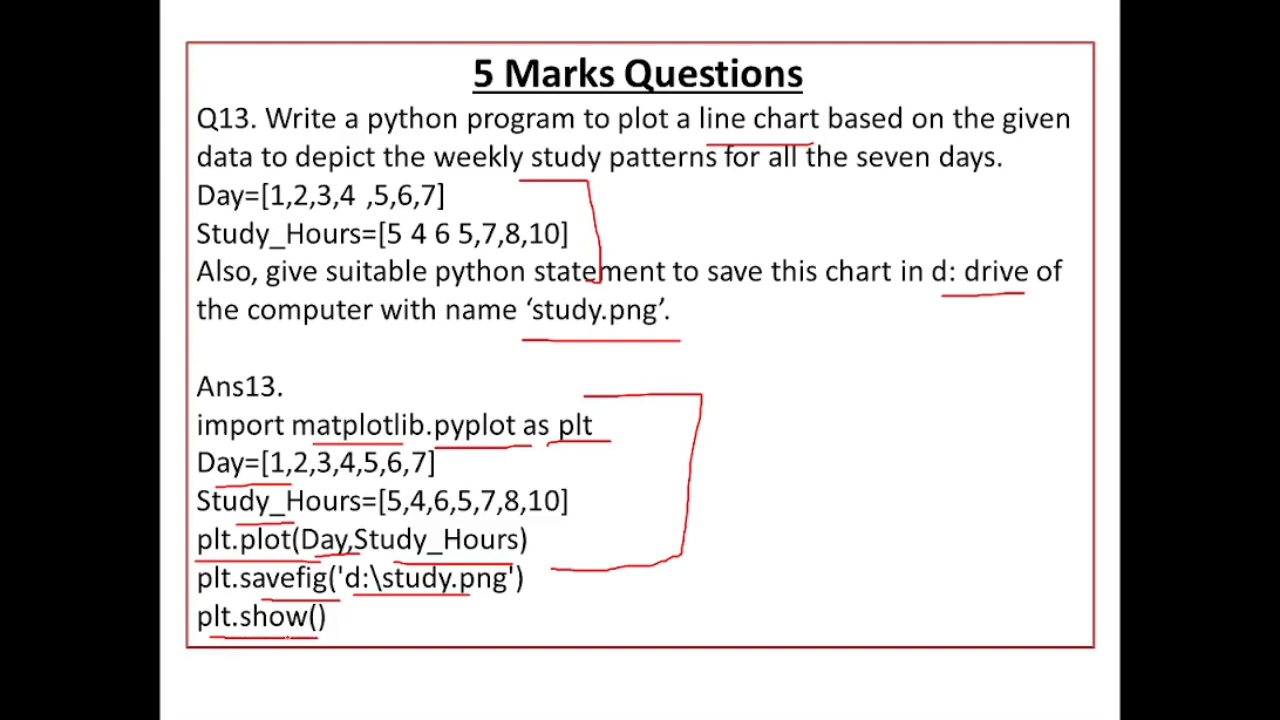 5 Marks Questions
Q13. Write a python program to plot a line chart based on the given
data to depict the weekly study patterns for all the seven days.
Day=[1,2,3,4 ,5,6,7]
Study_Hours=[5 4 6 5,7,8,10]
Also, give suitable python statement to save this chart in d: drive of
the computer with name ‘study.png’.
Ans13.
import matplotlib.pyplot as plt
Day=[1,2,3,4,5,6,7]
Study_Hours=[5,4,6,5,7,8,10]
plt.plot(Day,Study_Hours)
plt.savefig('d:\study.png')
plt.show()